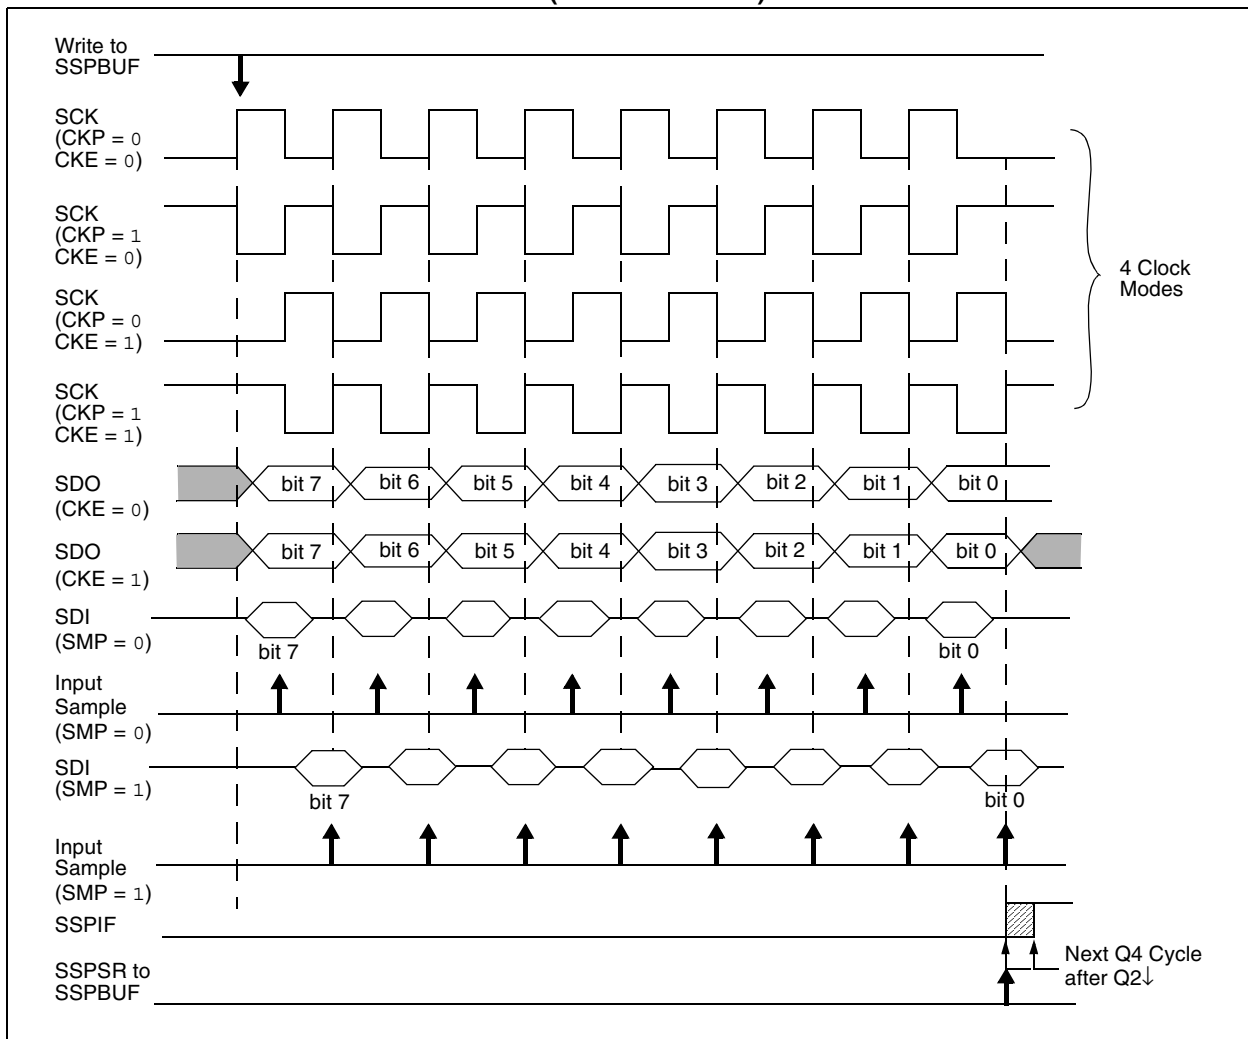 Write to
SSPBUF
SCK
(CKP = 0
CKE = 0)
SCK
(CKP = 1
CKE = 0)
SCK
(CKP = 0
CKE = 1)
SCK
(CKP = 1
CKE = 1)
4 Clock
Modes
SDO
(CKE = 0)
bit 7 bit 6 bit 5 bit 4 bit 3 bit 2 bit 1 bit 0
SDO
(CKE = 1)
bit 7 bit 6 bit 5 bit 4 bit 3 bit 2 bit 1 bit 0
SDI
(SMP = 0)
bit 7 bit 0
Input
Sample
(SMP = 0)
SDI
(SMP = 1)
bit 7 bit 0
Input
Sample
(SMP = 1)
SSPIF
Next Q4 Cycle
after Q2↓
SSPSR to
SSPBUF